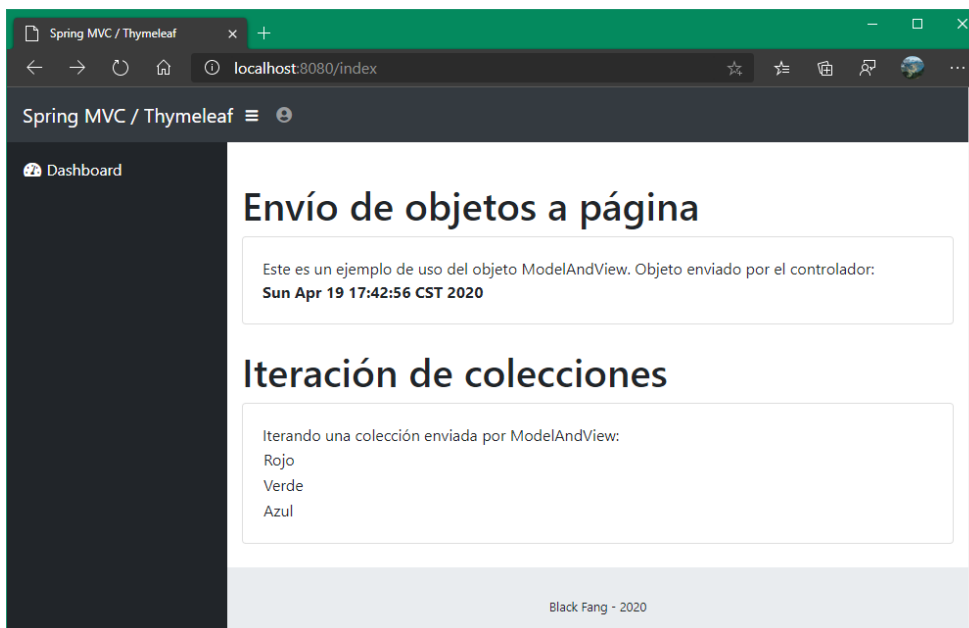 Spring MVC / Thymeleaf
localhost:8080/index
Spring MVC / Thymeleaf
Dashboard
Envío de objetos a página
Este es un ejemplo de uso del objeto ModelAndView. Objeto enviado por el controlador:
Sun Apr 19 17:42:56 CST 2020
Iteración de colecciones
Iterando una colección enviada por ModelAndView:
Rojo
Verde
Azul
Black Fang - 2020